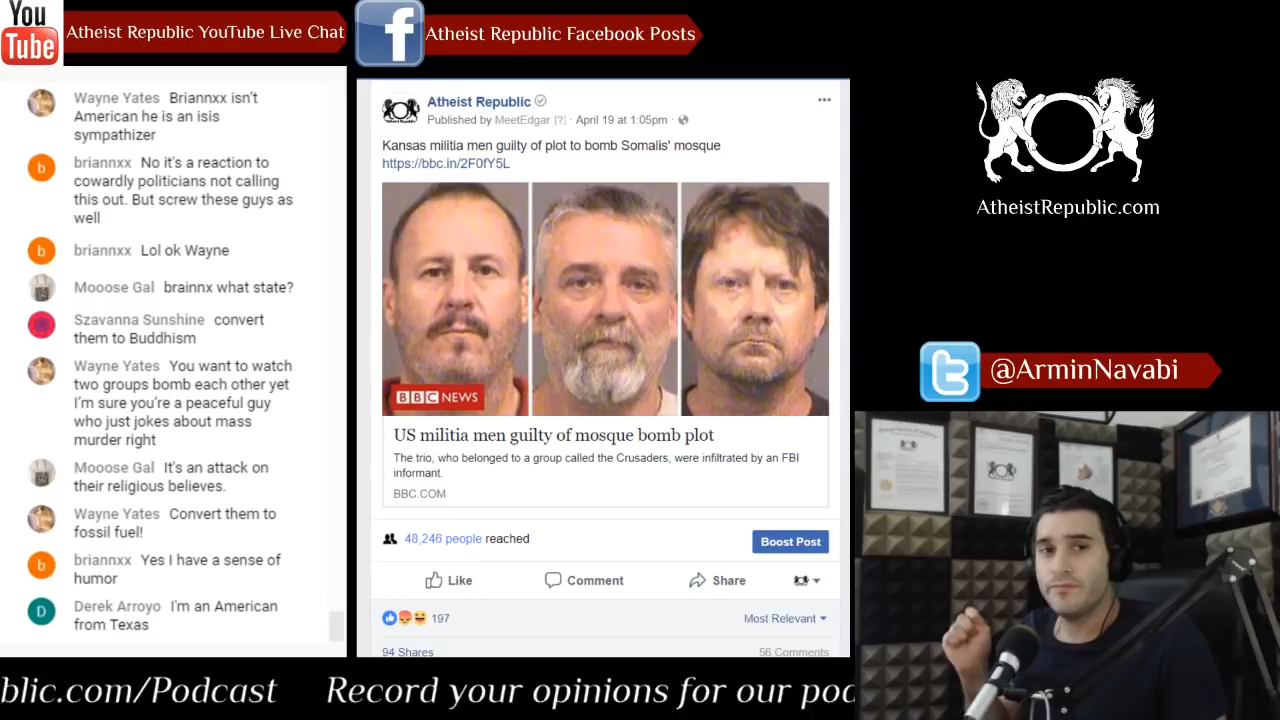 You
Tube
Atheist Republic YouTube Live Chat
Wayne Yates Briannxx isn't
American he is an isis
sympathizer
b briannxx No it's a reaction to
cowardly politicians not calling
this out. But screw these guys as
well
b briannxx Lol ok Wayne
Mooose Gal brainnx what state?
Szavanna Sunshine convert
them to Buddhism
Wayne Yates You want to watch
two groups bomb each other yet
I'm sure you're a peaceful guy
who just jokes about mass
murder right
Mooose Gal It's an attack on
their religious believes.
Wayne Yates Convert them to
fossil fuel!
b briannxx Yes I have a sense of
humor
D Derek Arroyo I'm an American
from Texas
f Atheist Republic Facebook Posts
Atheist Republic
Published by MeetEdgar [?] · April 19 at 1:05pm ·
Kansas militia men guilty of plot to bomb Somalis' mosque
https://bbc.in/2F0fY5L
BBC NEWS
US militia men guilty of mosque bomb plot
The trio, who belonged to a group called the Crusaders, were infiltrated by an FBI
informant.
BBC.COM
48,246 people reached
Boost Post
Like Comment Share
197 Most Relevant
94 Shares 56 Comments
AtheistRepublic.com
@ArminNavabi
blic.com/Podcast Record your opinions for our pod